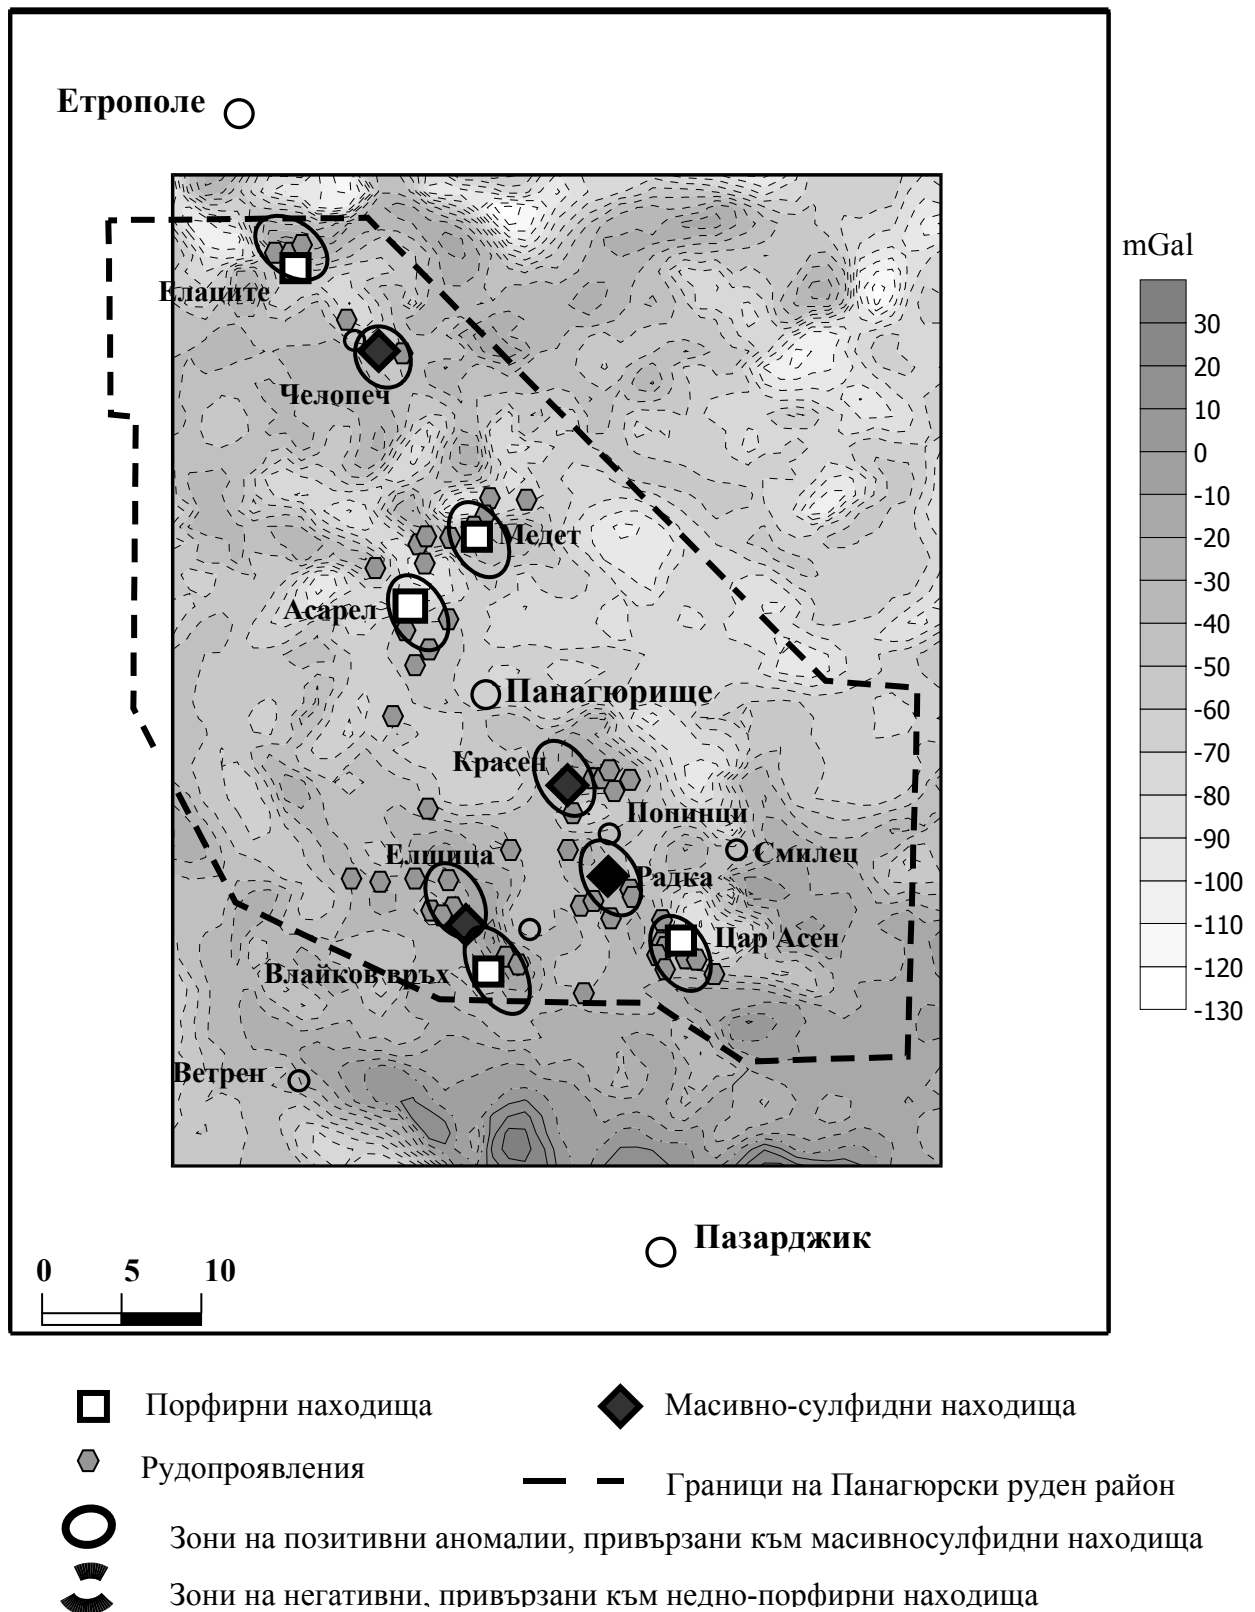 Етрополе
mGal
Елаците
30
20
Челопеч
10
0
-10
Медет
-20
-30
Асарел
-40
-50
Панагюрище
-60
-70
Красен
-80
Попинци
-90
Елшица
Смилец
Радка
-100
-110
Цар Асен
Влайков връх
-120
-130
Ветрен
Пазарджик
0 5 10
Порфирни находища
Масивно-сулфидни находища
Рудопроявления
Граници на Панагюрски руден район
Зони на позитивни аномалии, привързани към масивносулфидни находища
Зони на негативни, привързани към недно-порфирни находища